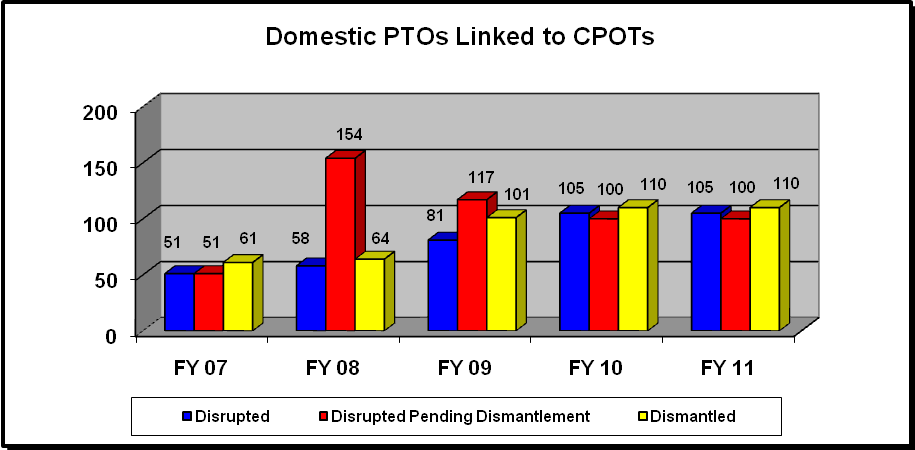 Domestic PTOs Linked to CPOTs
200
150
100
50
0
51 51 61
58 154 64
81 117 101
105 100 110
105 100 110
FY 07 FY 08 FY 09 FY 10 FY 11
Disrupted Disrupted Pending Dismantlement Dismantled